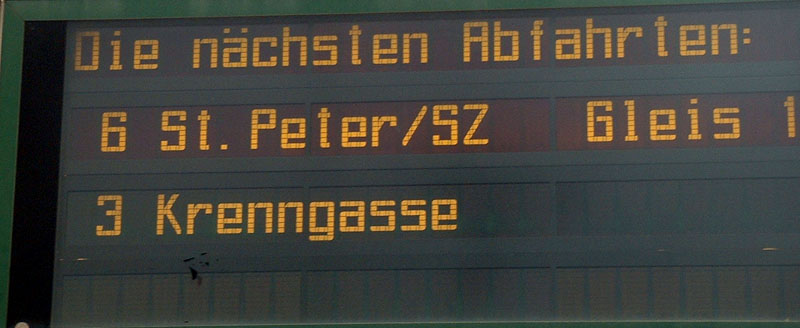 Die nächsten Abfahrten:
6 St.Peter/SZ Gleis 1
3 Krenngasse